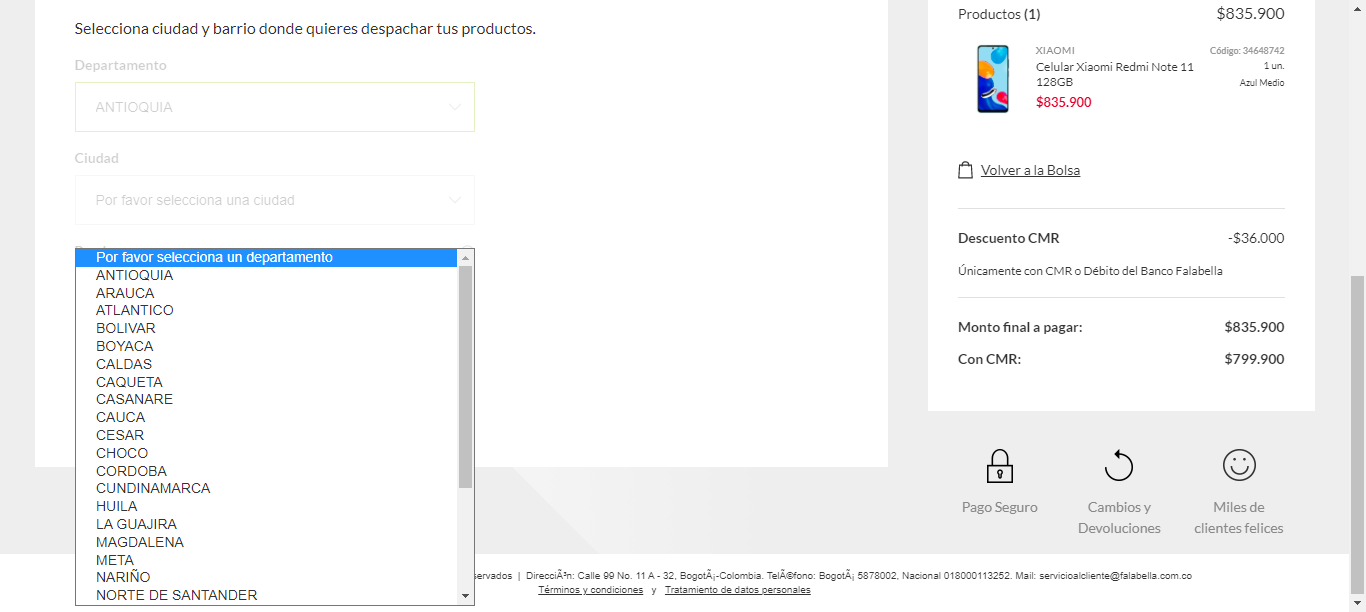 Selecciona ciudad y barrio donde quieres despachar tus productos.
Departamento
ANTIOQUIA
Ciudad
Por favor selecciona una ciudad
Por favor selecciona un departamento
ANTIOQUIA
ARAUCA
ATLANTICO
BOLIVAR
BOYACA
CALDAS
CAQUETA
CASANARE
CAUCA
CESAR
CHOCO
CORDOBA
CUNDINAMARCA
HUILA
LA GUAJIRA
MAGDALENA
META
NARIÑO
NORTE DE SANTANDER
Productos (1) $835.900
XIAOMI Código: 34648742
Celular Xiaomi Redmi Note 11 1 un.
128GB Azul Medio
$835.900
Volver a la Bolsa
Descuento CMR -$36.000
Únicamente con CMR o Débito del Banco Falabella
Monto final a pagar: $835.900
Con CMR: $799.900
Pago Seguro
Cambios y
Devoluciones
Miles de
clientes felices
servados | DirecciÃ³n: Calle 99 No. 11 A - 32, BogotÃ¡-Colombia. TelÃ©fono: BogotÃ¡ 5878002, Nacional 018000113252. Mail: servicioalcliente@falabella.com.co
Términos y condiciones y Tratamiento de datos personales